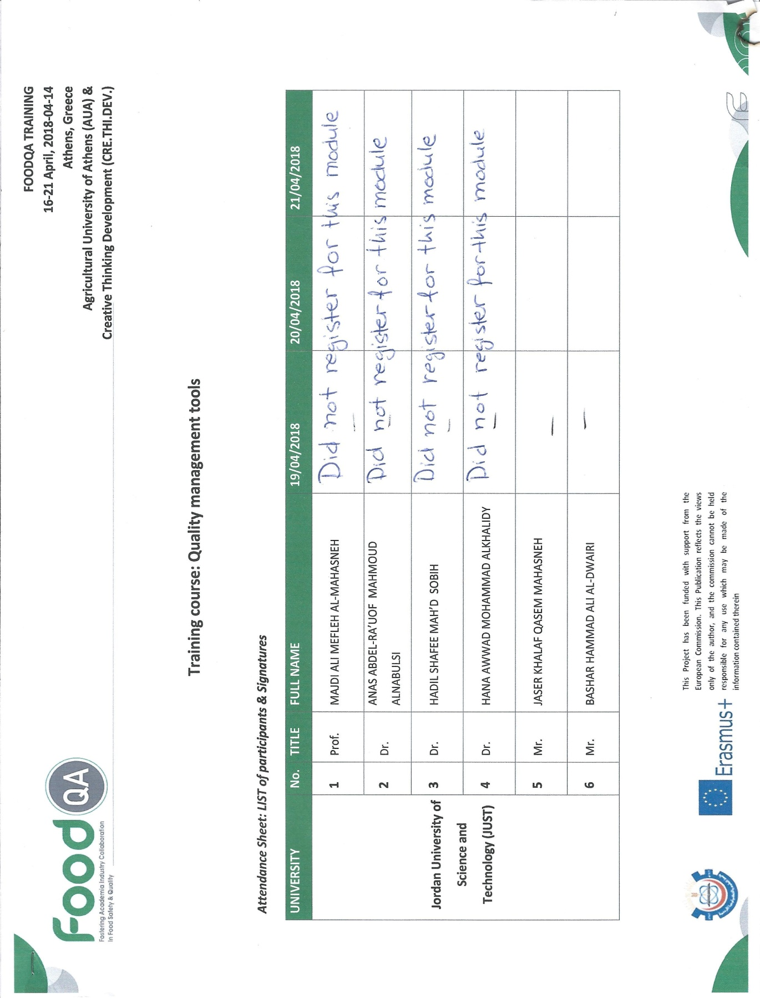 Food QA
Fostering Academia Industry Collaboration
in Food Safety & Quality
FOODQA TRAINING
16-21 April, 2018-04-14
Athens, Greece
Agricultural University of Athens (AUA) &
Creative Thinking Development (CRE.THI.DEV.)
Training course: Quality management tools
Attendance Sheet: LIST of participants & Signatures
UNIVERSITY No. TITLE FULL NAME 19/04/2018 20/04/2018 21/04/2018
Jordan University of
Science and
Technology (JUST)
1 Prof. MAJDI ALI MEFLEH AL-MAHASNEH Did not register for this module
2 Dr. ANAS ABDEL-RA'UOF MAHMOUD
ALNABULSI Did not register for this module
3 Dr. HADIL SHAFEE MAH'D SOBIH Did not register for this module
4 Dr. HANA AWWAD MOHAMMAD ALKHALIDY Did not register for this module
5 Mr. JASER KHALAF QASEM MAHASNEH –
6 Mr. BASHAR HAMMAD ALI AL-DWAIRI –
Erasmus+
This Project has been funded with support from the
European Commission. This Publication reflects the views
only of the author, and the commission cannot be held
responsible for any use which may be made of the
information contained therein